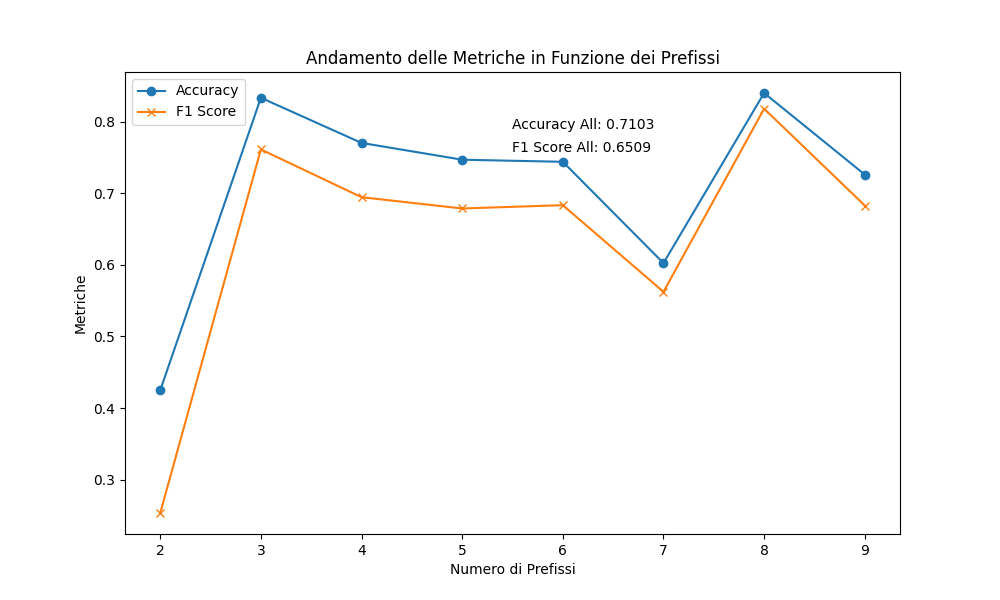 Andamento delle Metriche in Funzione dei Prefissi
Accuracy
F1 Score
Accuracy All: 0.7103
F1 Score All: 0.6509
Metriche
0.8
0.7
0.6
0.5
0.4
0.3
2 3 4 5 6 7 8 9
Numero di Prefissi